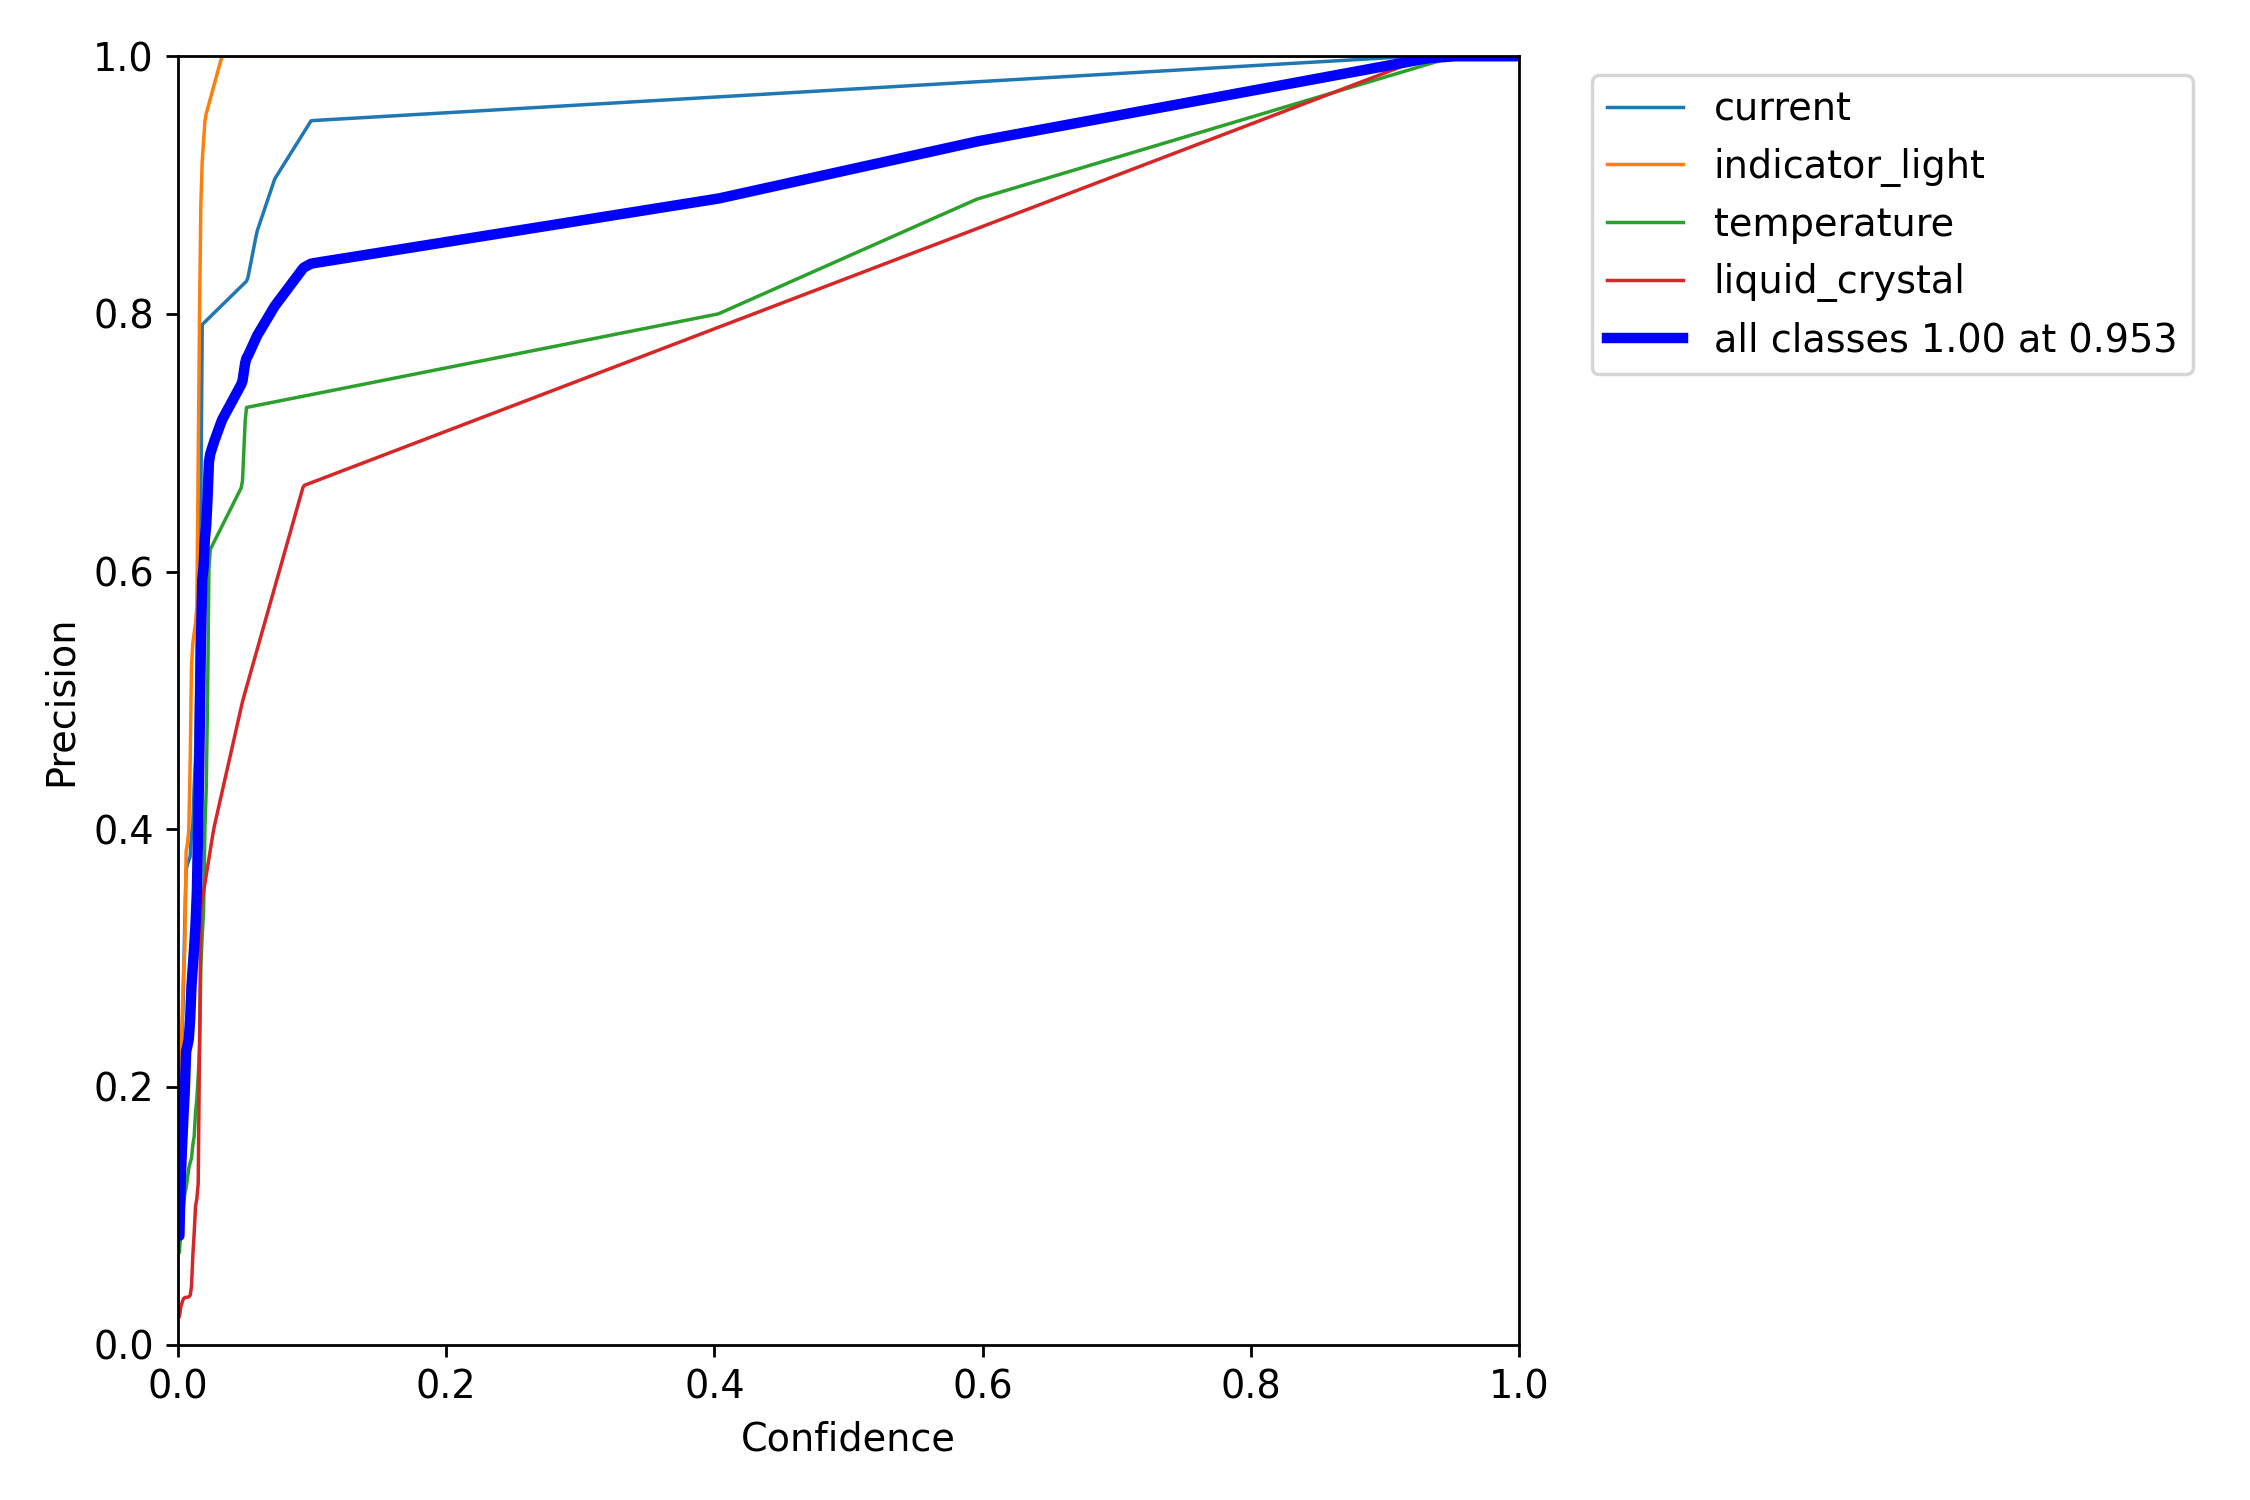 1.0
0.8
0.6
0.4
0.2
0.0
Precision
0.0 0.2 0.4 0.6 0.8 1.0
Confidence
current
indicator_light
temperature
liquid_crystal
all classes 1.00 at 0.953